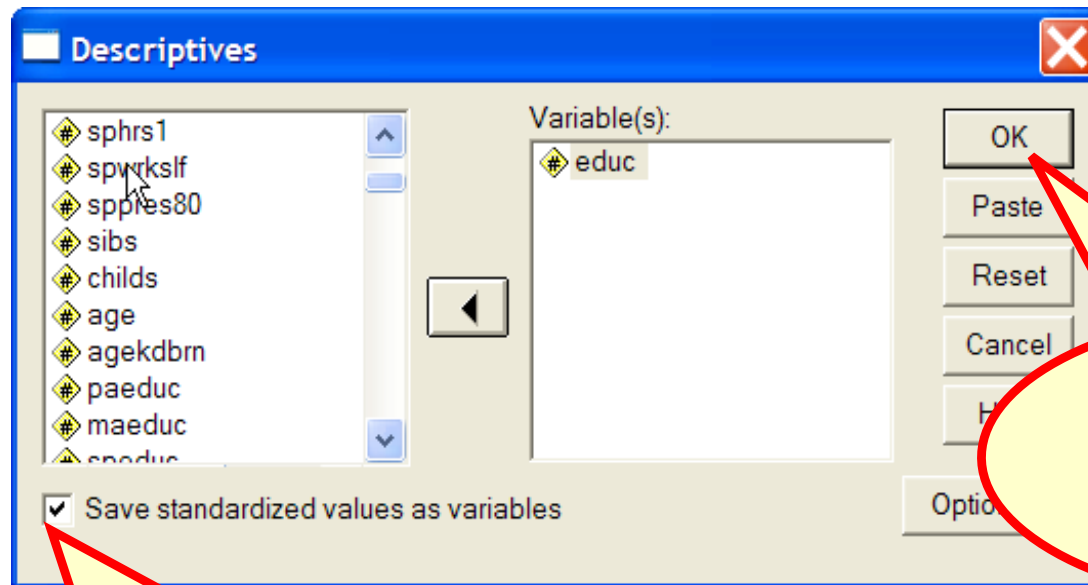 Descriptives
sphrs1
spwrkslf
sppres80
sibs
childs
age
agekdbrn
paeduc
maeduc
Variable(s):
educ
OK
Paste
Reset
Cancel
Save standardized values as variables